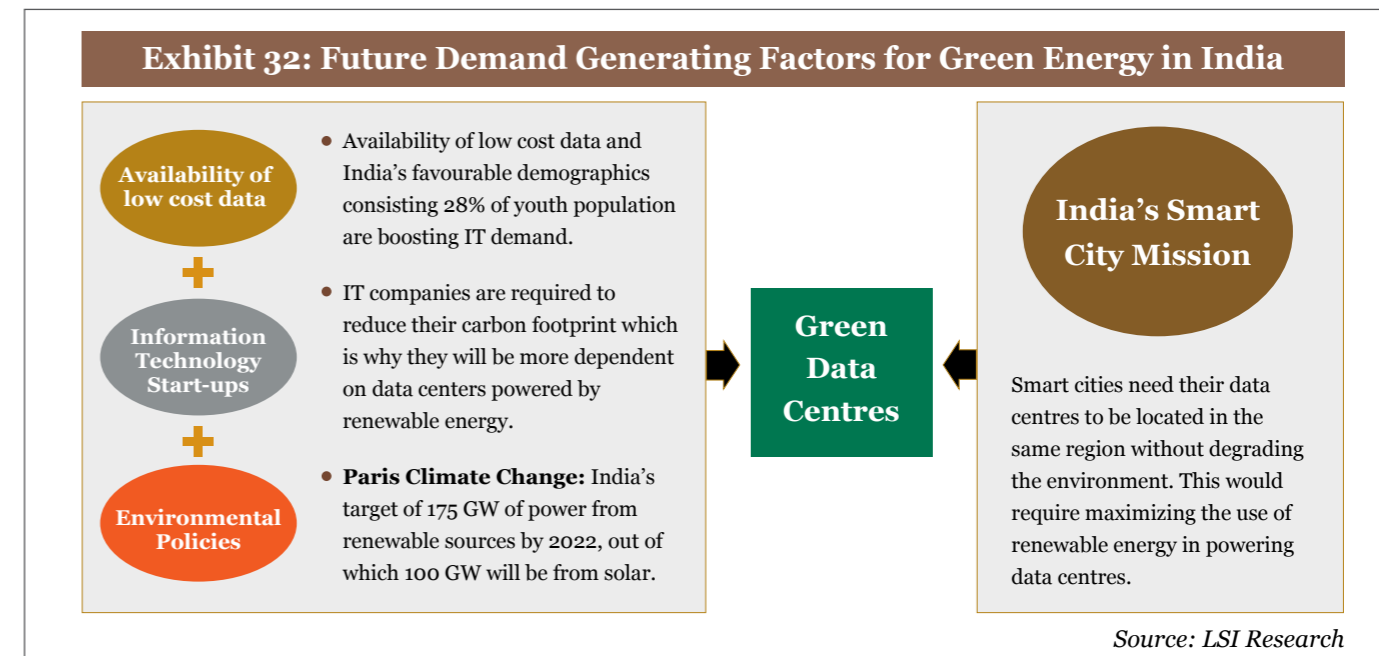 Exhibit 32: Future Demand Generating Factors for Green Energy in India
Availability of
low cost data
Information
Technology
Start-ups
Environmental
Policies
• Availability of low cost data and
India’s favourable demographics
consisting 28% of youth population
are boosting IT demand.
• IT companies are required to
reduce their carbon footprint which
is why they will be more dependent
on data centers powered by
renewable energy.
• Paris Climate Change: India’s
target of 175 GW of power from
renewable sources by 2022, out of
which 100 GW will be from solar.
Green
Data
Centres
India’s Smart
City Mission
Smart cities need their data
centres to be located in the
same region without degrading
the environment. This would
require maximizing the use of
renewable energy in powering
data centres.
Source: LSI Research